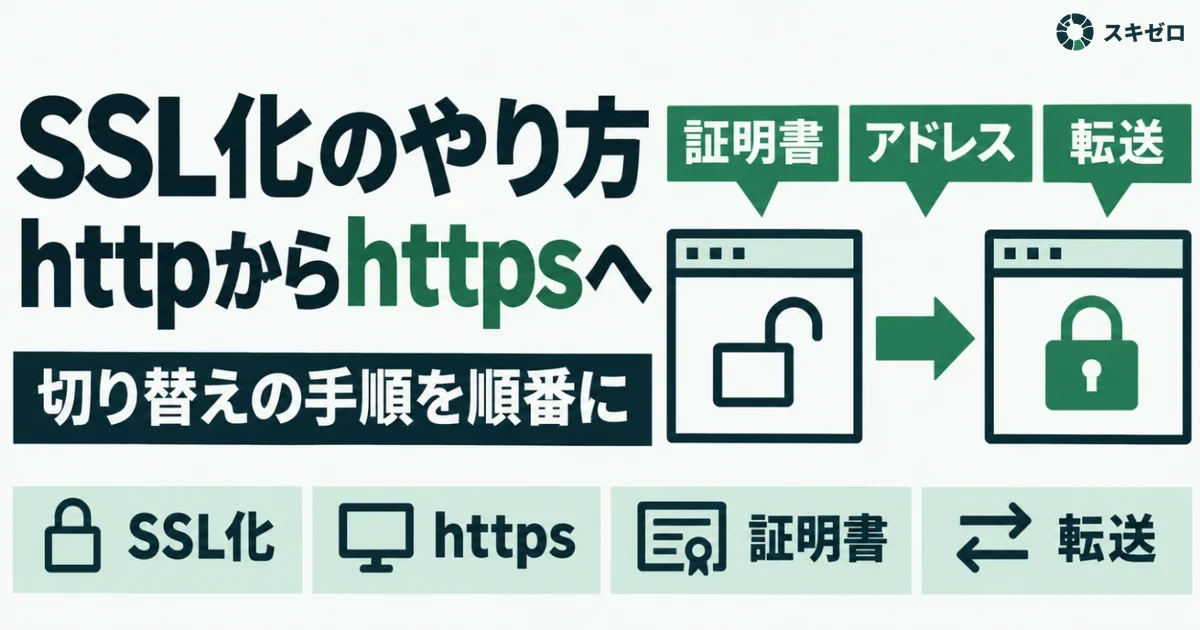 スキゼロ
SSL化のやり方
httpからhttpsへ
切り替えの手順を順番に
証明書
アドレス
転送
SSL化
https
証明書
転送